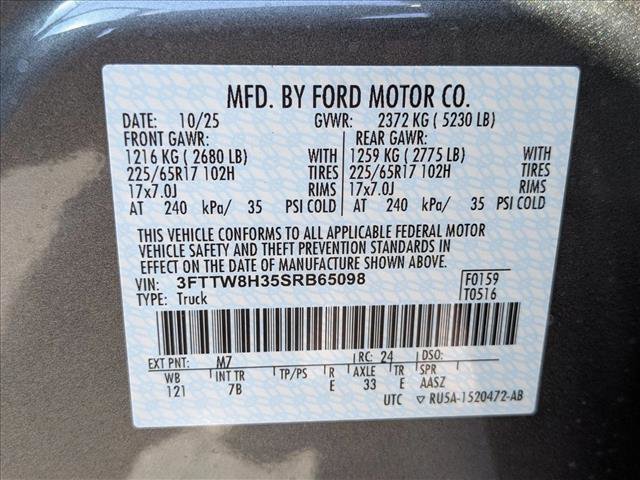 MFD. BY FORD MOTOR CO.
DATE: 10/25 GVWR: 2372 KG ( 5230 LB)
FRONT GAWR: REAR GAWR:
1216 KG ( 2680 LB) WITH 1259 KG ( 2775 LB) WITH
225/65R17 102H TIRES 225/65R17 102H TIRES
17x7.0J RIMS 17x7.0J RIMS
AT 240 kPa/ 35 PSI COLD AT 240 kPa/ 35 PSI COLD
THIS VEHICLE CONFORMS TO ALL APPLICABLE FEDERAL MOTOR
VEHICLE SAFETY AND THEFT PREVENTION STANDARDS IN
EFFECT ON THE DATE OF MANUFACTURE SHOWN ABOVE.
VIN: 3FTTW8H35SRB65098 F0159
TYPE: Truck T0516
EXT PNT: M7 RC: 24 DSO:
WB INT TR TP/PS R AXLE TR SPR
121 7B E 33 E AASZ
UTC ▽ RU5A-1520472-AB